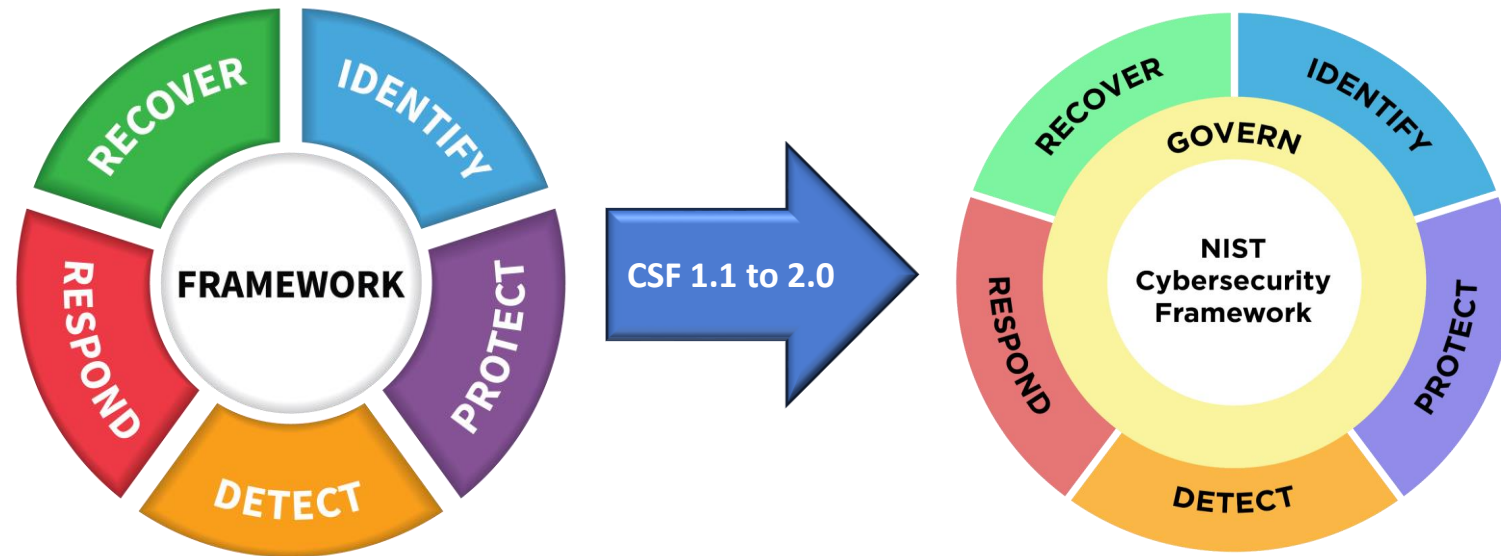 RECOVER
IDENTIFY
PROTECT
DETECT
RESPOND
FRAMEWORK
CSF 1.1 to 2.0
RECOVER
IDENTIFY
PROTECT
DETECT
RESPOND
GOVERN
NIST
Cybersecurity
Framework